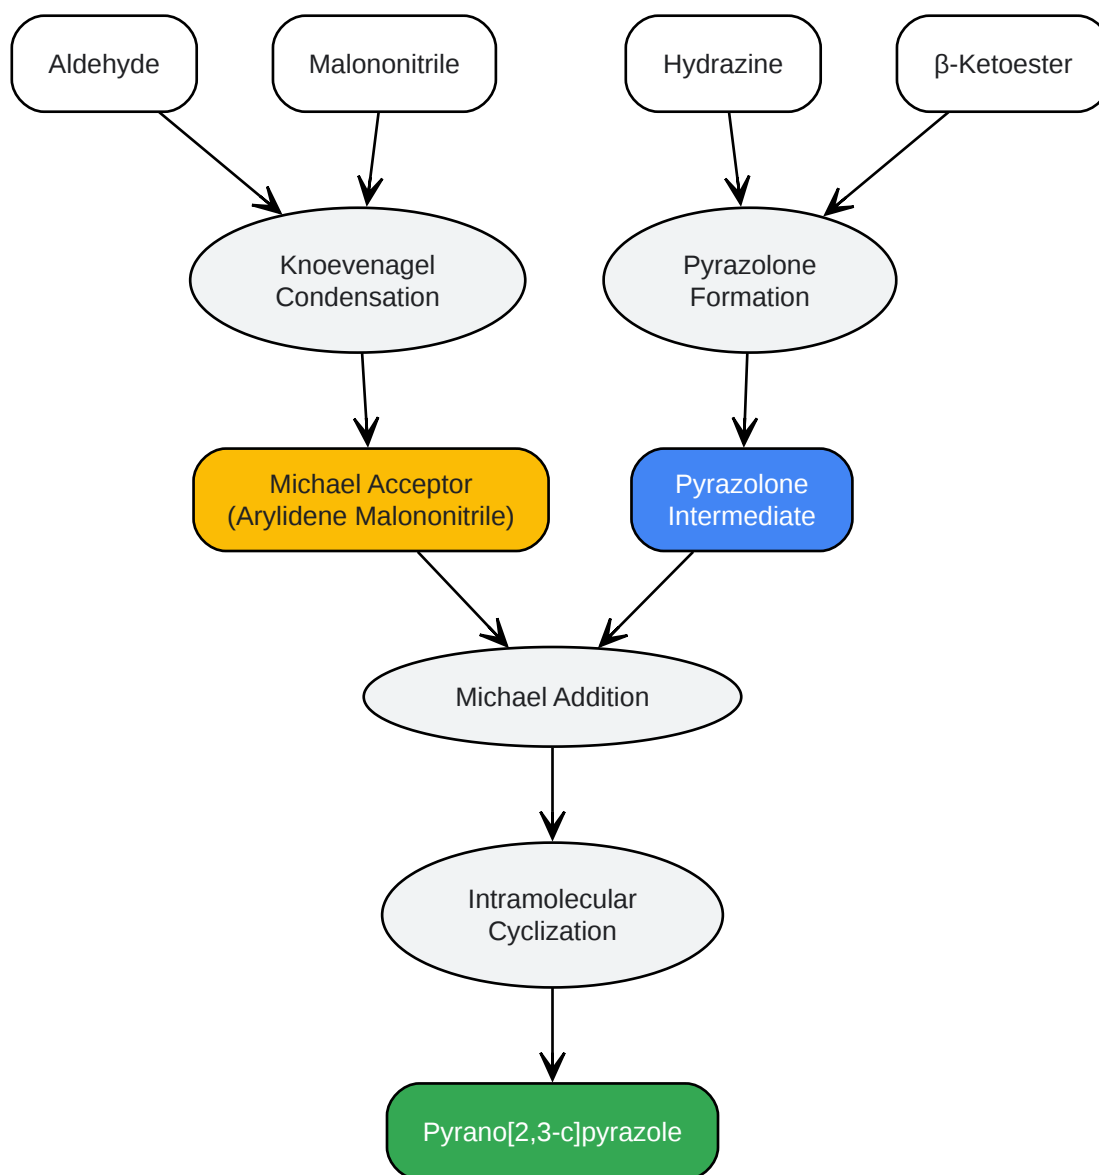 Aldehyde
Malononitrile
Hydrazine
β-Ketoester
Knoevenagel
Condensation
Pyrazolone
Formation
Michael Acceptor
(Arylidene Malononitrile)
Pyrazolone
Intermediate
Michael Addition
Intramolecular
Cyclization
Pyrano[2,3-c]pyrazole